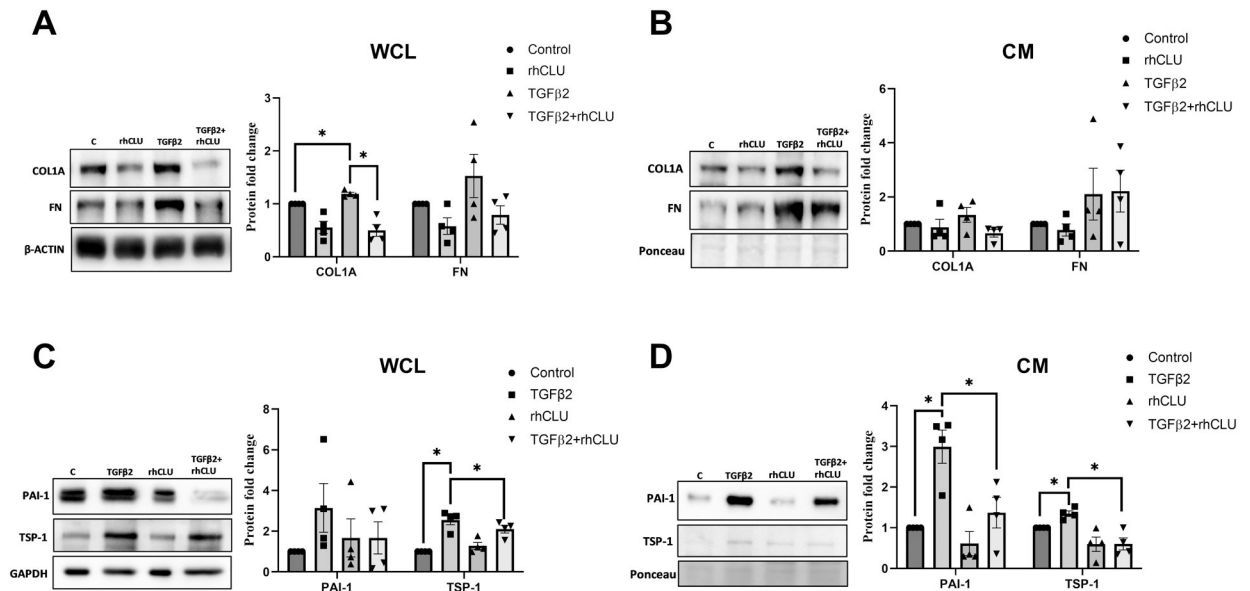 A
WCL
● Control
■ rhCLU
▲ TGFβ2
▼ TGFβ2+rhCLU
C rhCLU TGFβ2 TGFβ2+
rhCLU
COL1A
FN
β-ACTIN
Protein fold change
3
2
1
0
*
*
COL1A FN
B
CM
● Control
■ rhCLU
▲ TGFβ2
▼ TGFβ2+rhCLU
C rhCLU TGFβ2 TGFβ2+
rhCLU
COL1A
FN
Ponceau
Protein fold change
6
4
2
0
COL1A FN
C
WCL
● Control
■ TGFβ2
▲ rhCLU
▼ TGFβ2+rhCLU
C TGFβ2 rhCLU TGFβ2+
rhCLU
PAI-1
TSP-1
GAPDH
Protein fold change
8
6
4
2
0
*
*
PAI-1 TSP-1
D
CM
● Control
■ TGFβ2
▲ rhCLU
▼ TGFβ2+rhCLU
C TGFβ2 rhCLU TGFβ2+
rhCLU
PAI-1
TSP-1
Ponceau
Protein fold change
4
3
2
1
0
*
*
*
*
PAI-1 TSP-1